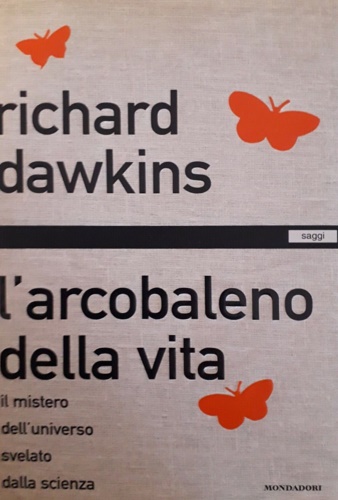 richard
dawkins
saggi
l'arcobaleno
della vita
il mistero
dell'universo
svelato
dalla scienza
MONDADORI